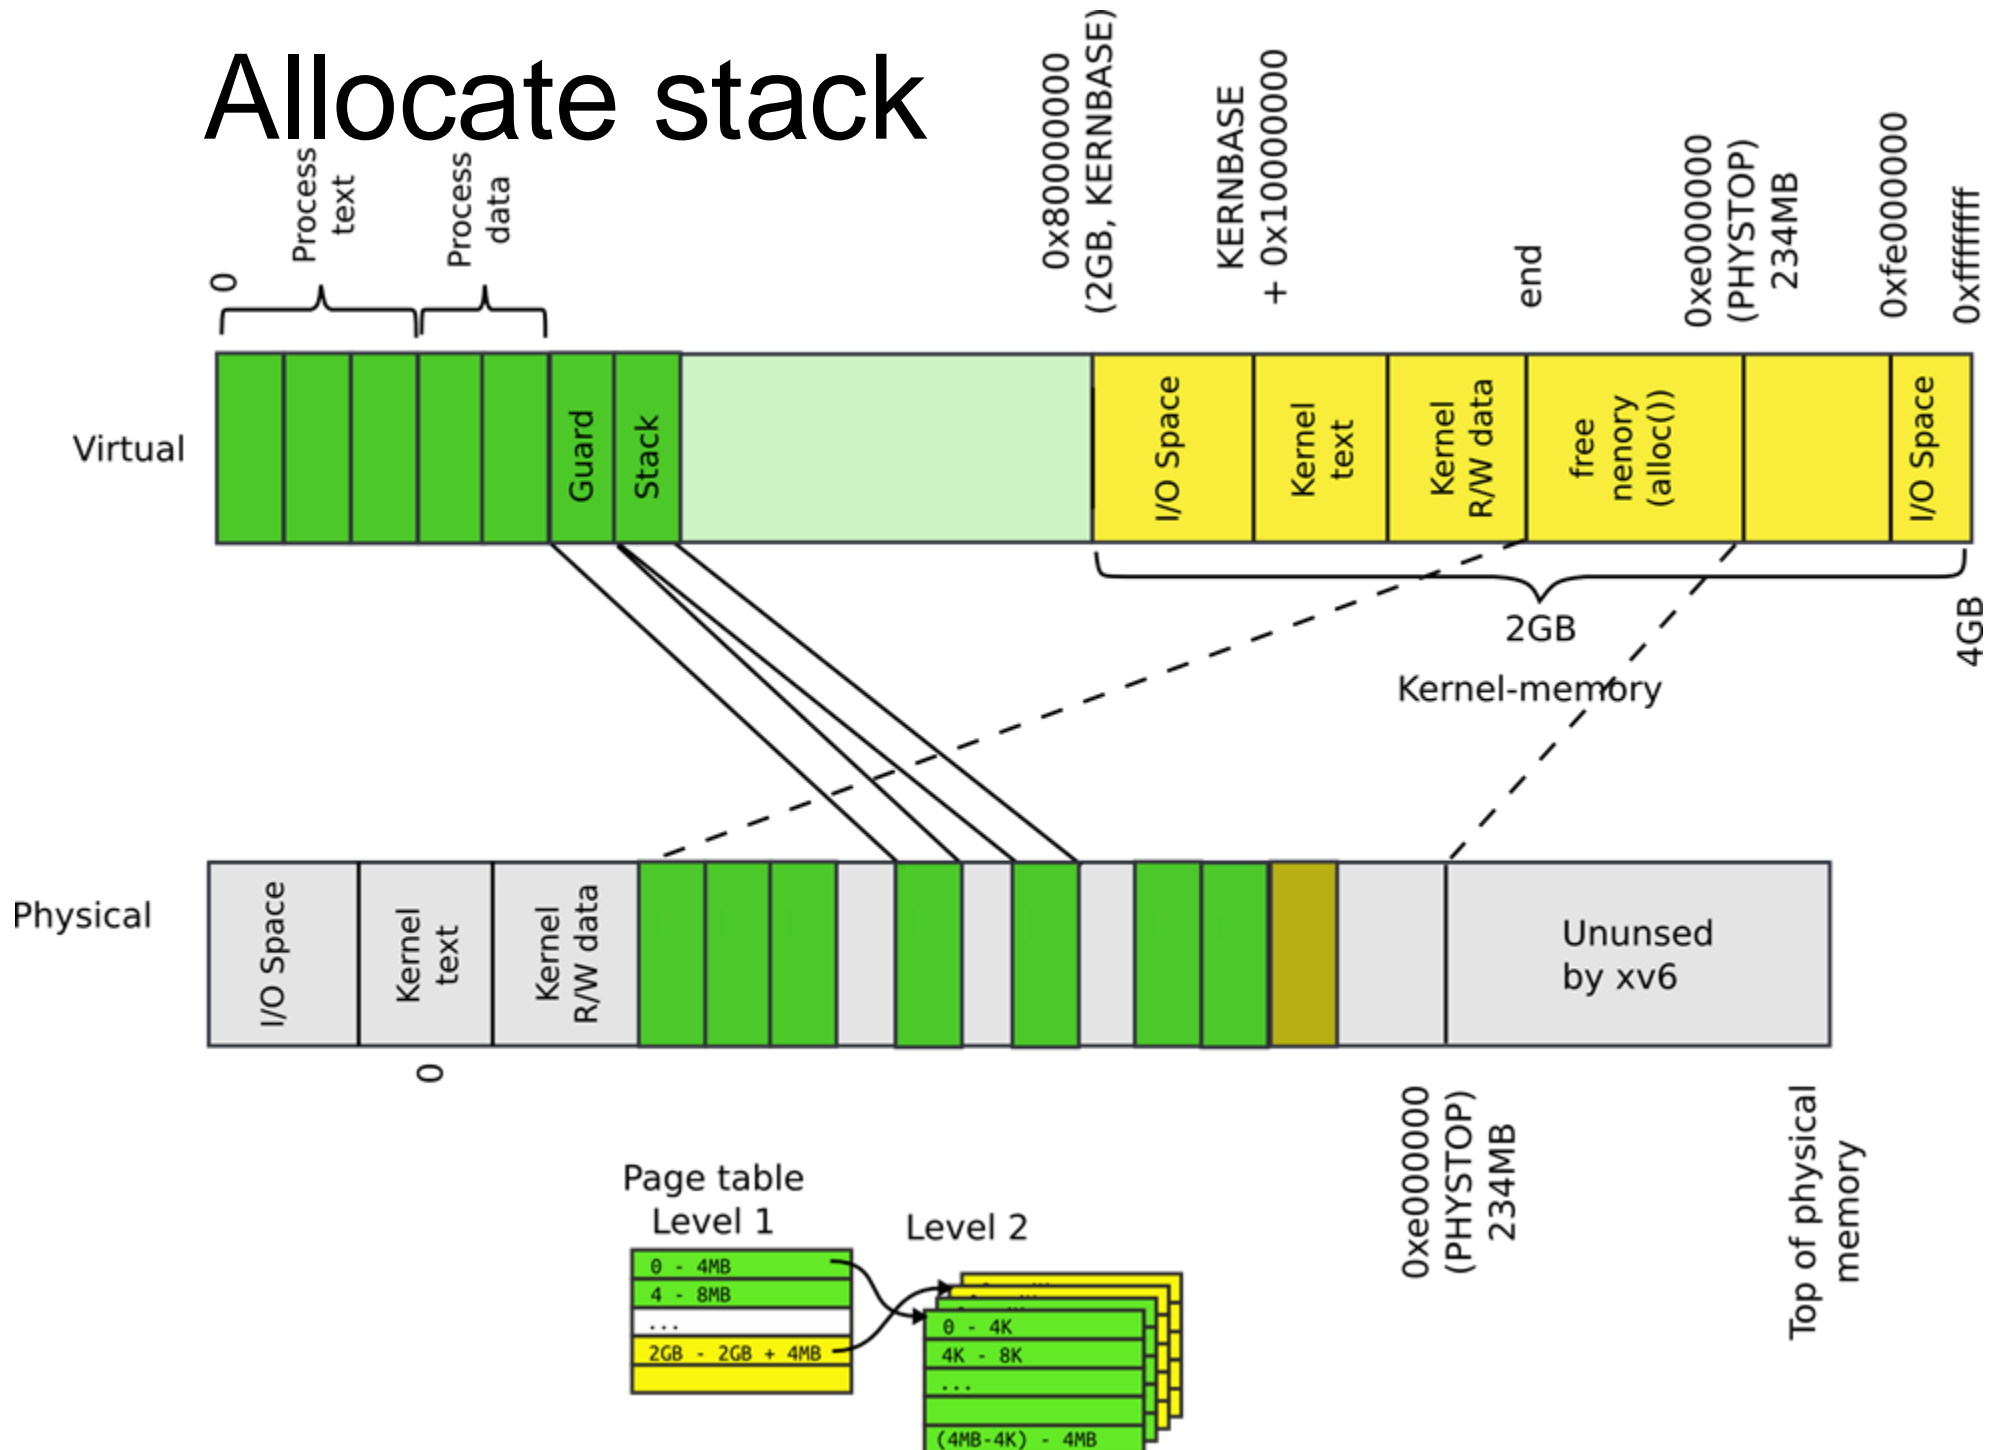 Allocate stack
0
Process
text
Process
data
0x80000000
(2GB, KERNBASE)
KERNBASE
+ 0x10000000
end
0xe000000
(PHYSTOP)
234MB
0xfe000000
0xffffffff
Virtual
Guard
Stack
I/O Space
Kernel
text
Kernel
R/W data
free
nenory
(alloc())
I/O Space
2GB
4GB
Kernel-memory
Physical
I/O Space
Kernel
text
Kernel
R/W data
Ununsed
by xv6
0
0xe000000
(PHYSTOP)
234MB
Top of physical
memory
Page table
Level 1
0 - 4MB
4 - 8MB
...
2GB - 2GB + 4MB
Level 2
0 - 4K
4K - 8K
...
(4MB-4K) - 4MB